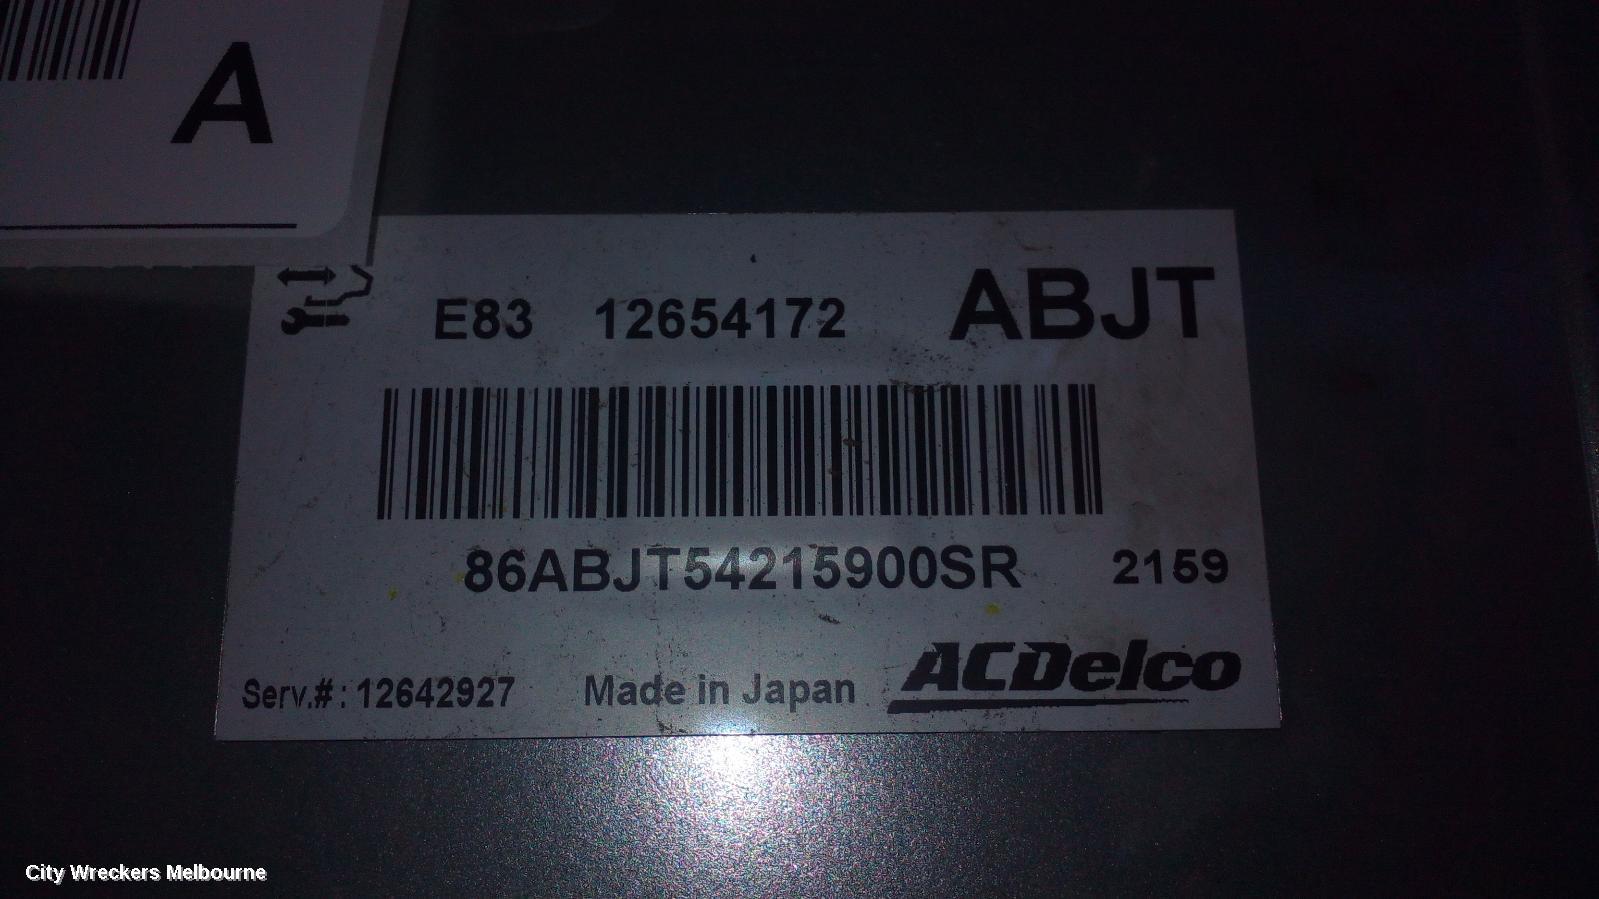 A
E83 12654172 ABJT
86ABJT54215900SR 2159
Serv.#: 12642927 Made in Japan ACDelco
City Wreckers Melbourne